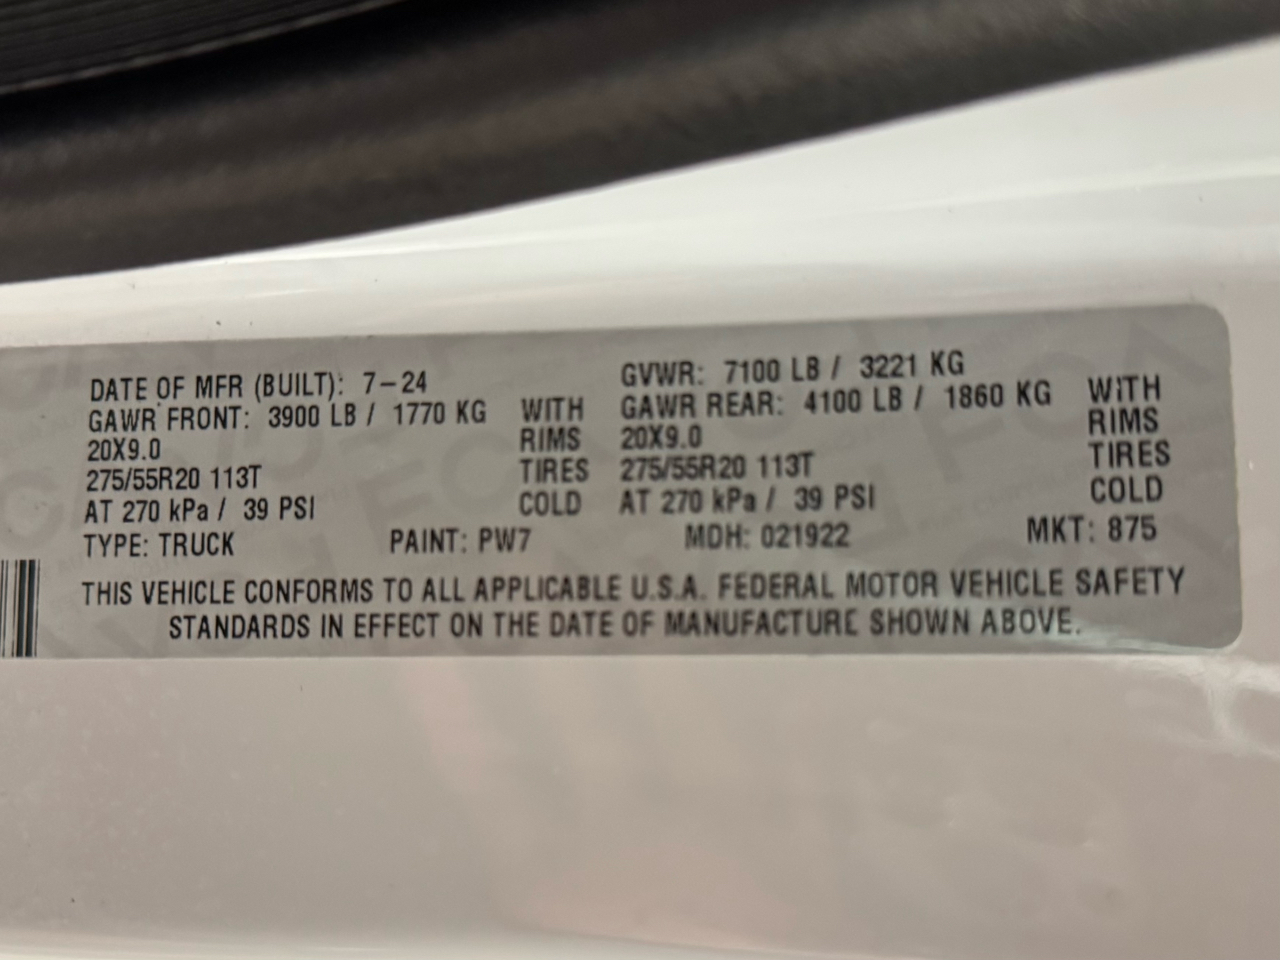 DATE OF MFR (BUILT): 7-24 GVWR: 7100 LB / 3221 KG
GAWR FRONT: 3900 LB / 1770 KG WITH GAWR REAR: 4100 LB / 1860 KG WITH
20X9.0 RIMS 20X9.0 RIMS
275/55R20 113T TIRES 275/55R20 113T TIRES
AT 270 kPa / 39 PSI COLD AT 270 kPa / 39 PSI COLD
TYPE: TRUCK PAINT: PW7 MDH: 021922 MKT: 875
THIS VEHICLE CONFORMS TO ALL APPLICABLE U.S.A. FEDERAL MOTOR VEHICLE SAFETY
STANDARDS IN EFFECT ON THE DATE OF MANUFACTURE SHOWN ABOVE.